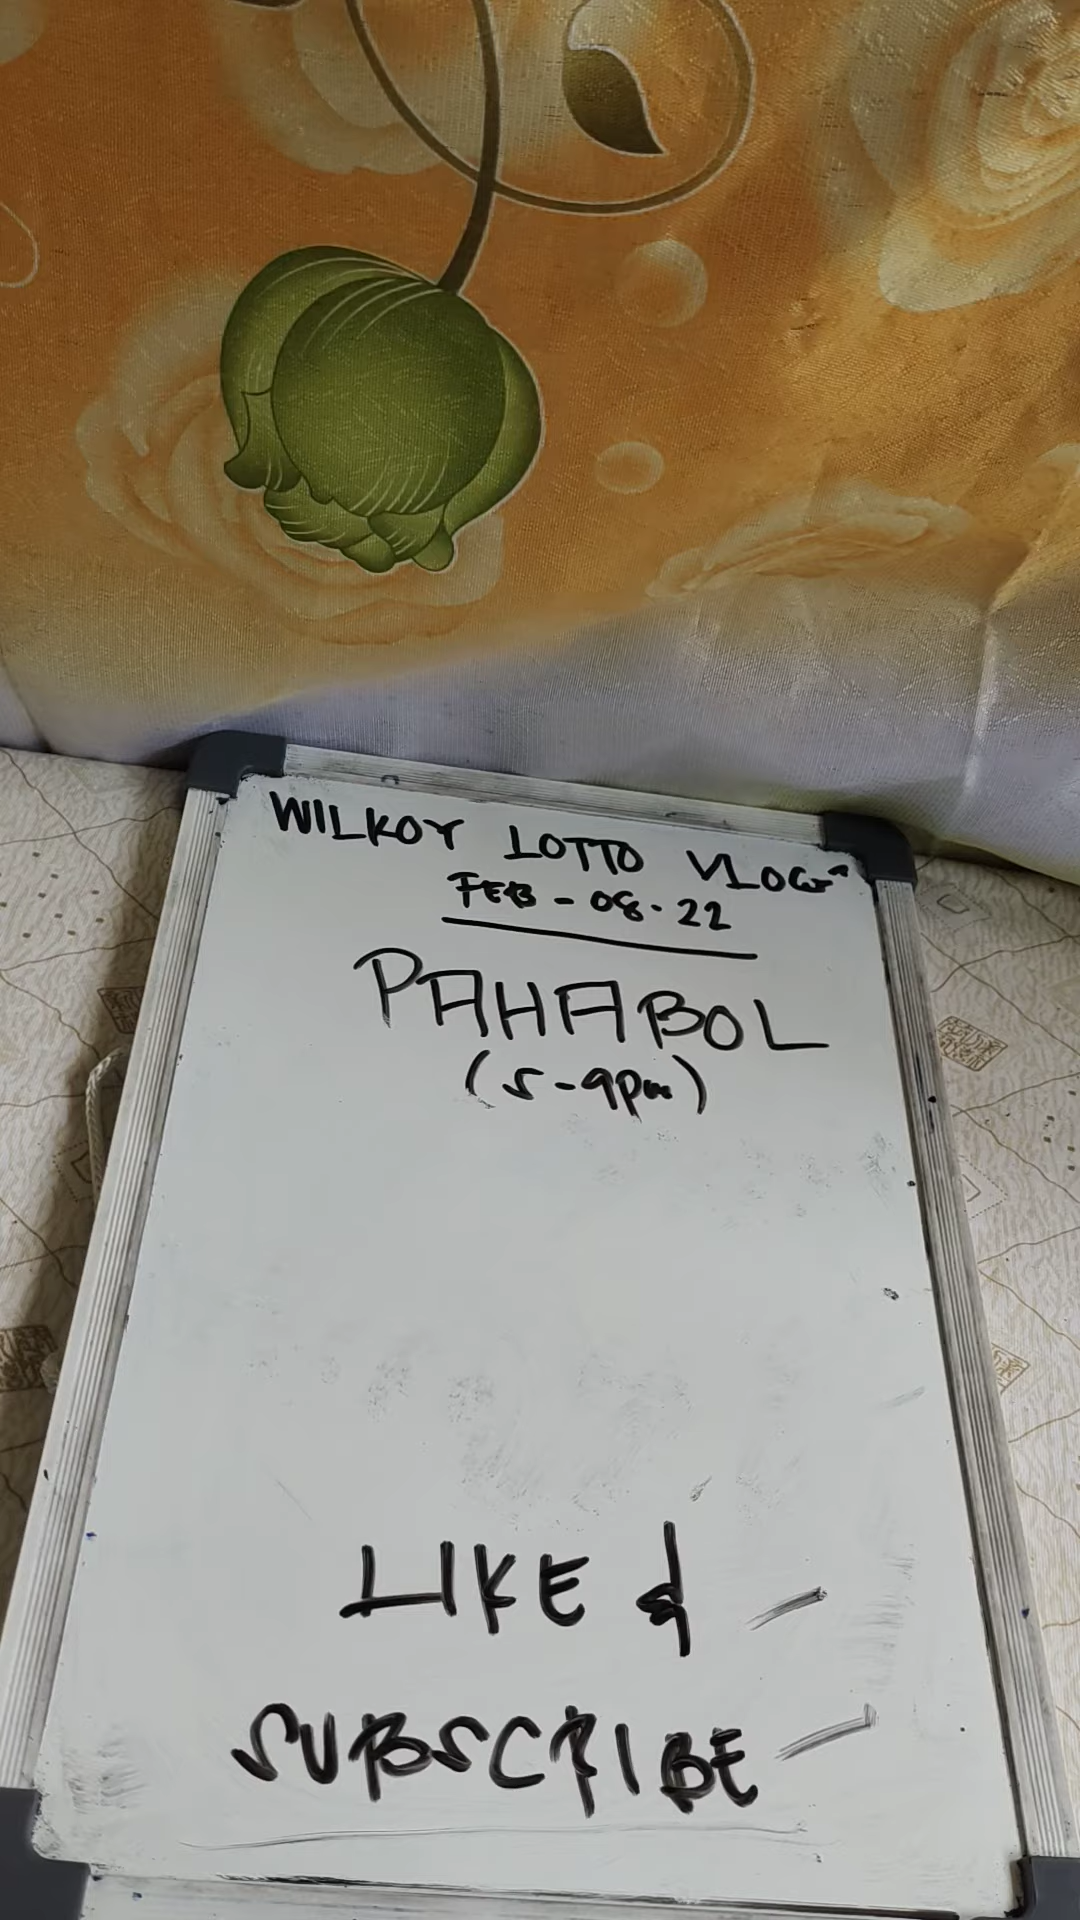 WILKOY LOTTO VLOG
FEB - 08. 22
PAHABOL
(5-9pm)
LIKE &
SUBSCRIBE